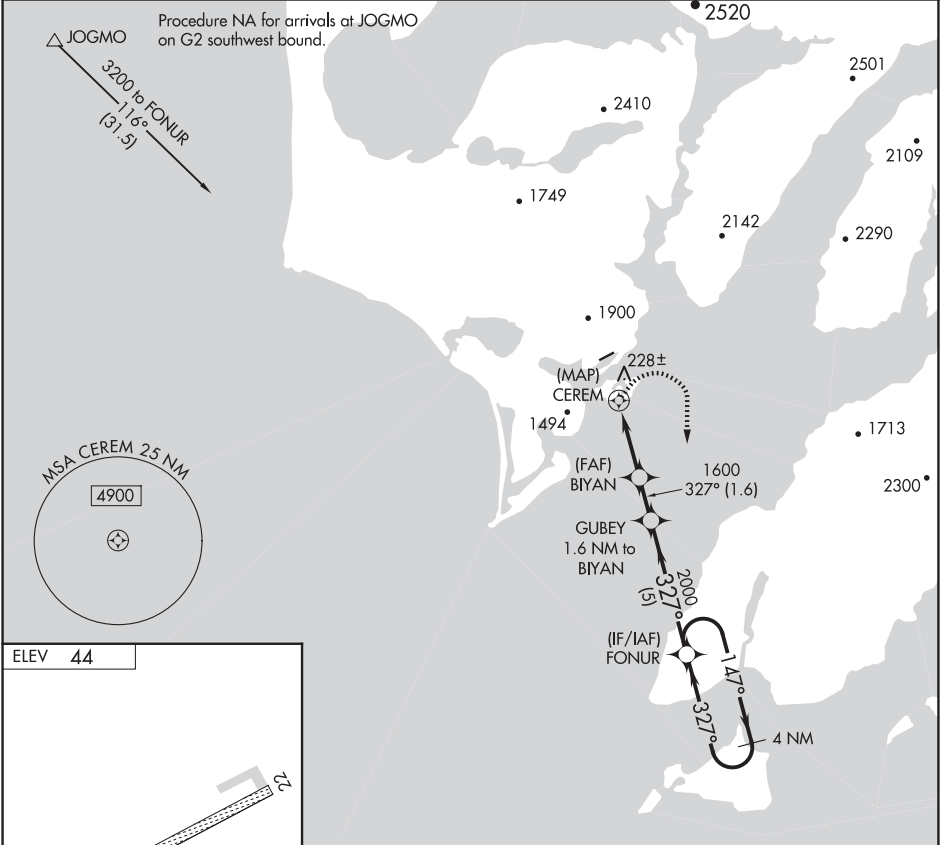 JOGMO
Procedure NA for arrivals at JOGMO
on G2 southwest bound.
3200 to FONUR
116°
(31.5)
2520
2501
2410
2109
1749
2142
2290
1900
228±
(MAP)
CEREM
1494
1713
2300
MSA CEREM 25 NM
4900
(FAF)
BIYAN
1600
327° (1.6)
GUBEY
1.6 NM to
BIYAN
2000
327°
(5)
(IF/IAF)
FONUR
147°
327°
4 NM
ELEV 44
22